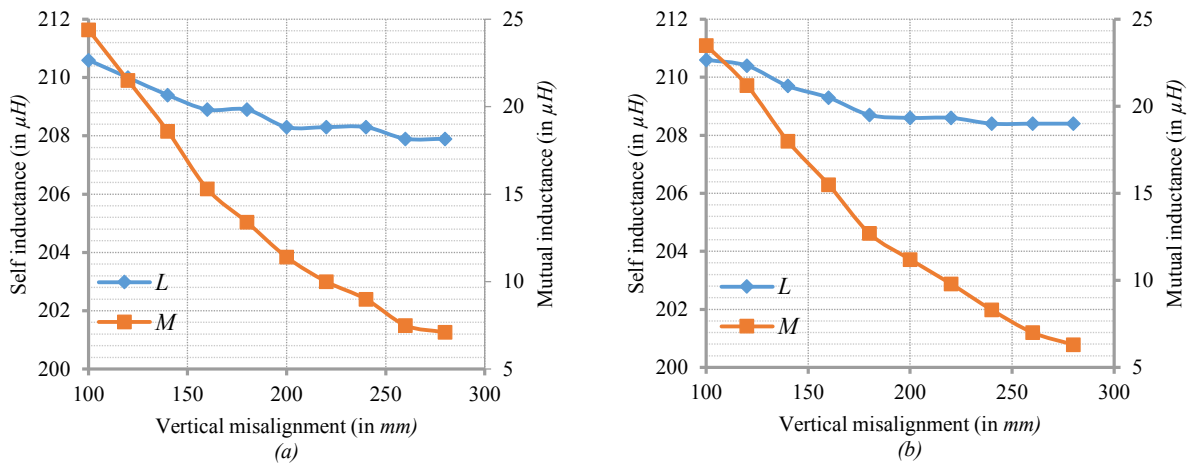 212
210
208
206
204
202
200
25
20
15
10
5
100
150
200
250
300
Self inductance (in µH)
Mutual inductance (in µH)
L
M
Vertical misalignment (in mm)
(a)
212
210
208
206
204
202
200
25
20
15
10
5
100
150
200
250
300
Self inductance (in µH)
Mutual inductance (in µH)
L
M
Vertical misalignment (in mm)
(b)